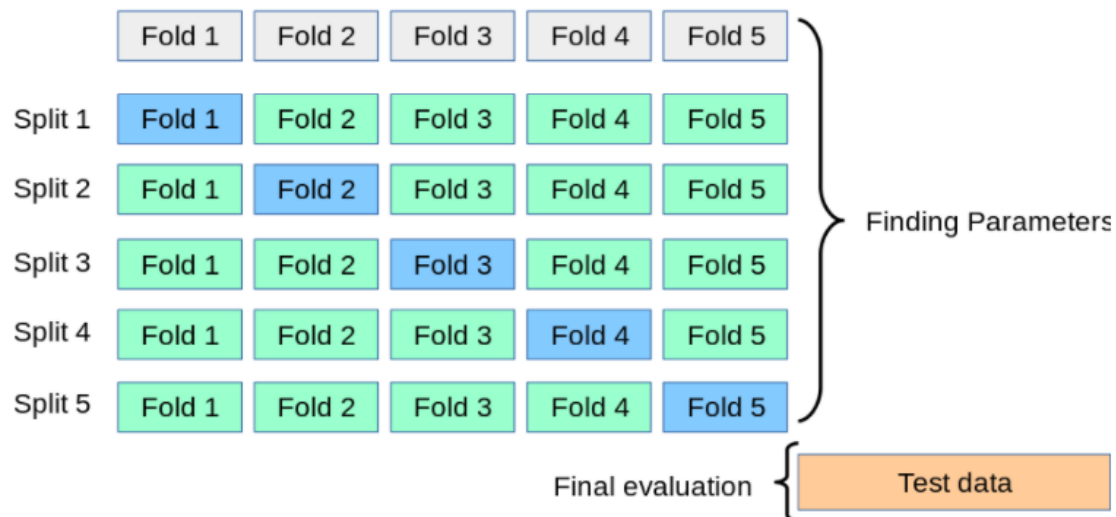 Fold 1 Fold 2 Fold 3 Fold 4 Fold 5
Split 1 Fold 1 Fold 2 Fold 3 Fold 4 Fold 5
Split 2 Fold 1 Fold 2 Fold 3 Fold 4 Fold 5
Finding Parameters
Split 3 Fold 1 Fold 2 Fold 3 Fold 4 Fold 5
Split 4 Fold 1 Fold 2 Fold 3 Fold 4 Fold 5
Split 5 Fold 1 Fold 2 Fold 3 Fold 4 Fold 5
Final evaluation Test data